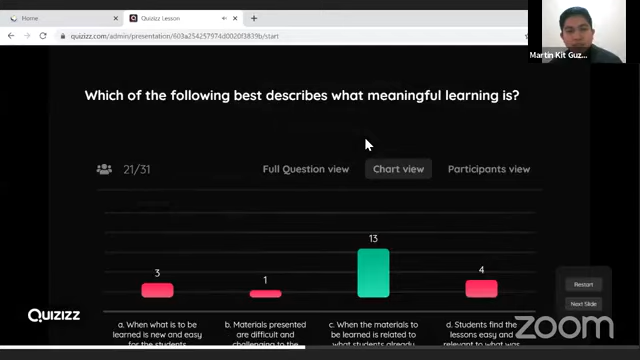 Home
Quizizz Lesson
quizizz.com/admin/presentation/603a254257974d0020f3839b/start
Martin Kit Guz...
Which of the following best describes what meaningful learning is?
21/31
Full Question view
Chart view
Participants view
3
1
13
4
a. When what is to be
learned is new and easy
for the students
b. Materials presented
are difficult and
challenging to the
c. When the materials to
be learned is related to
what students already
d. Students find the
lessons easy and
relevant to what was
Restart
Next Slide
Quizizz
zoom